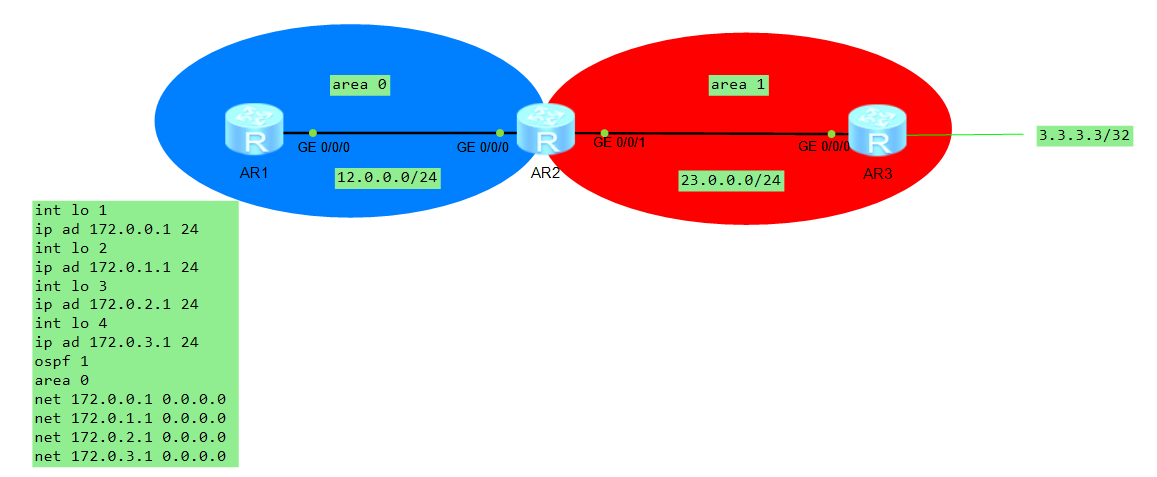 area 0
area 1
R
R
R
GE 0/0/0
GE 0/0/0
GE 0/0/1
GE 0/0/0
3.3.3.3/32
AR1
AR2
AR3
12.0.0.0/24
23.0.0.0/24
int lo 1
ip ad 172.0.0.1 24
int lo 2
ip ad 172.0.1.1 24
int lo 3
ip ad 172.0.2.1 24
int lo 4
ip ad 172.0.3.1 24
ospf 1
area 0
net 172.0.0.1 0.0.0.0
net 172.0.1.1 0.0.0.0
net 172.0.2.1 0.0.0.0
net 172.0.3.1 0.0.0.0